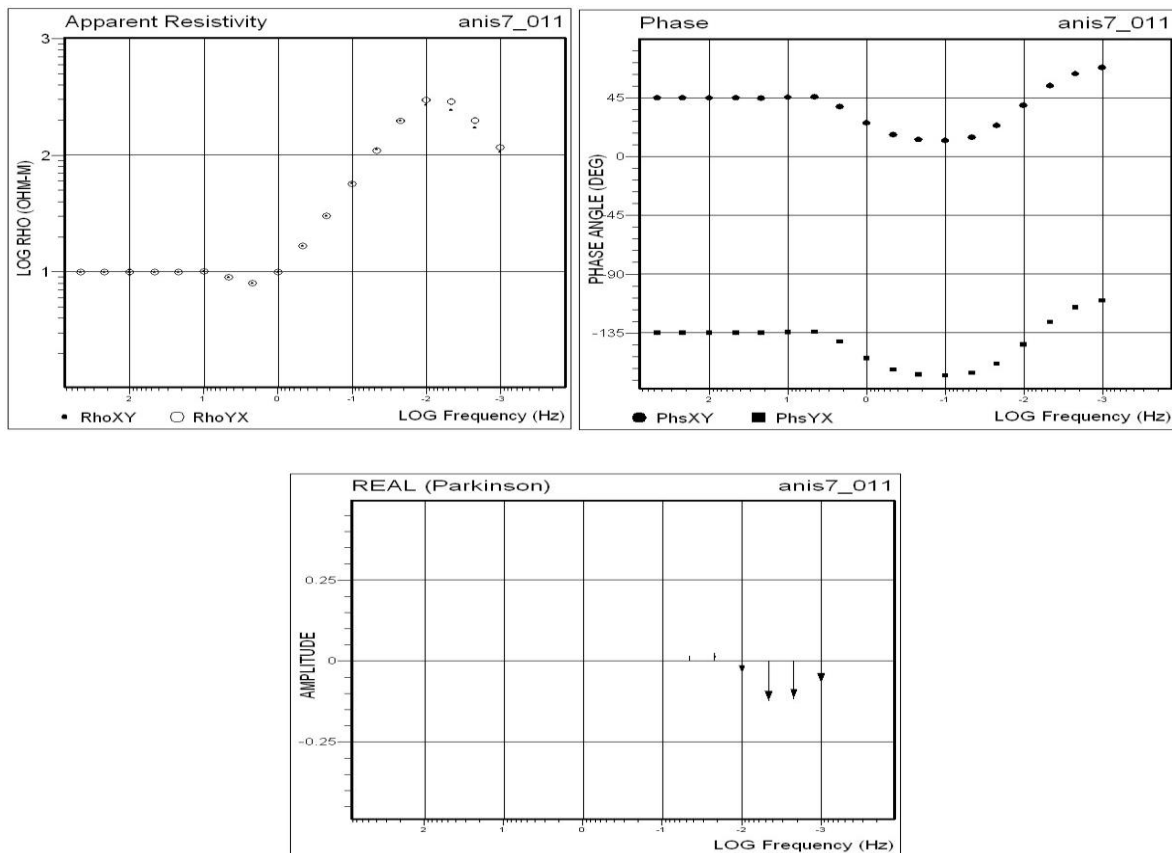 Apparent Resistivity anis7_011
3
2
1
LOG RHO (OHM-M)
2 1 0 -1 -2 -3
LOG Frequency (Hz)
RhoXY RhoYX
Phase anis7_011
45
0
-45
-90
-135
PHASE ANGLE (DEG)
2 1 0 -1 -2 -3
LOG Frequency (Hz)
PhsXY PhsYX
REAL (Parkinson) anis7_011
0.25
0
-0.25
AMPLITUDE
2 1 0 -1 -2 -3
LOG Frequency (Hz)